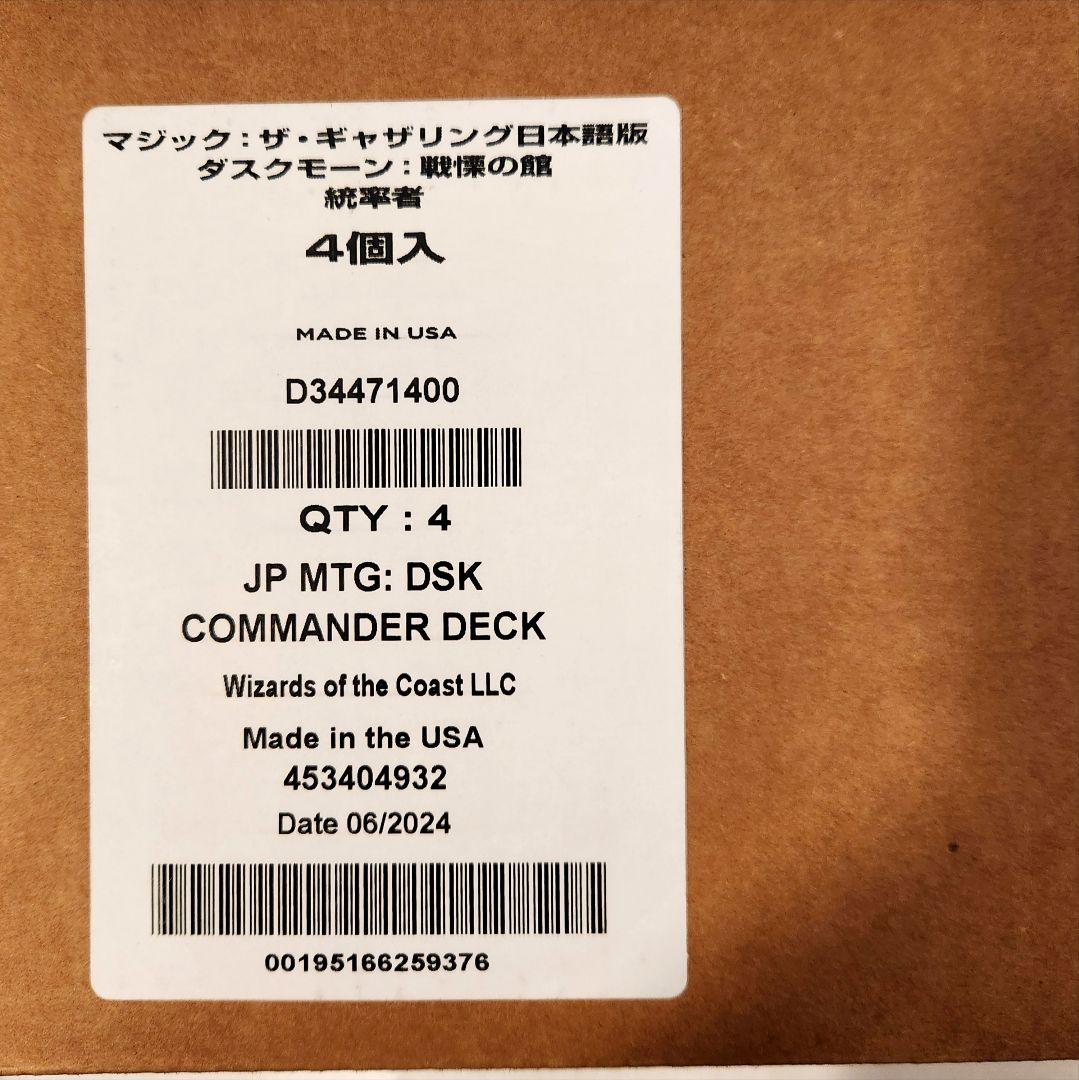 マジック：ザ・ギャザリング日本語版
ダスクモーン：戦慄の館
統率者
4個入
MADE IN USA
D34471400
QTY : 4
JP MTG: DSK
COMMANDER DECK
Wizards of the Coast LLC
Made in the USA
453404932
Date 06/2024
00195166259376